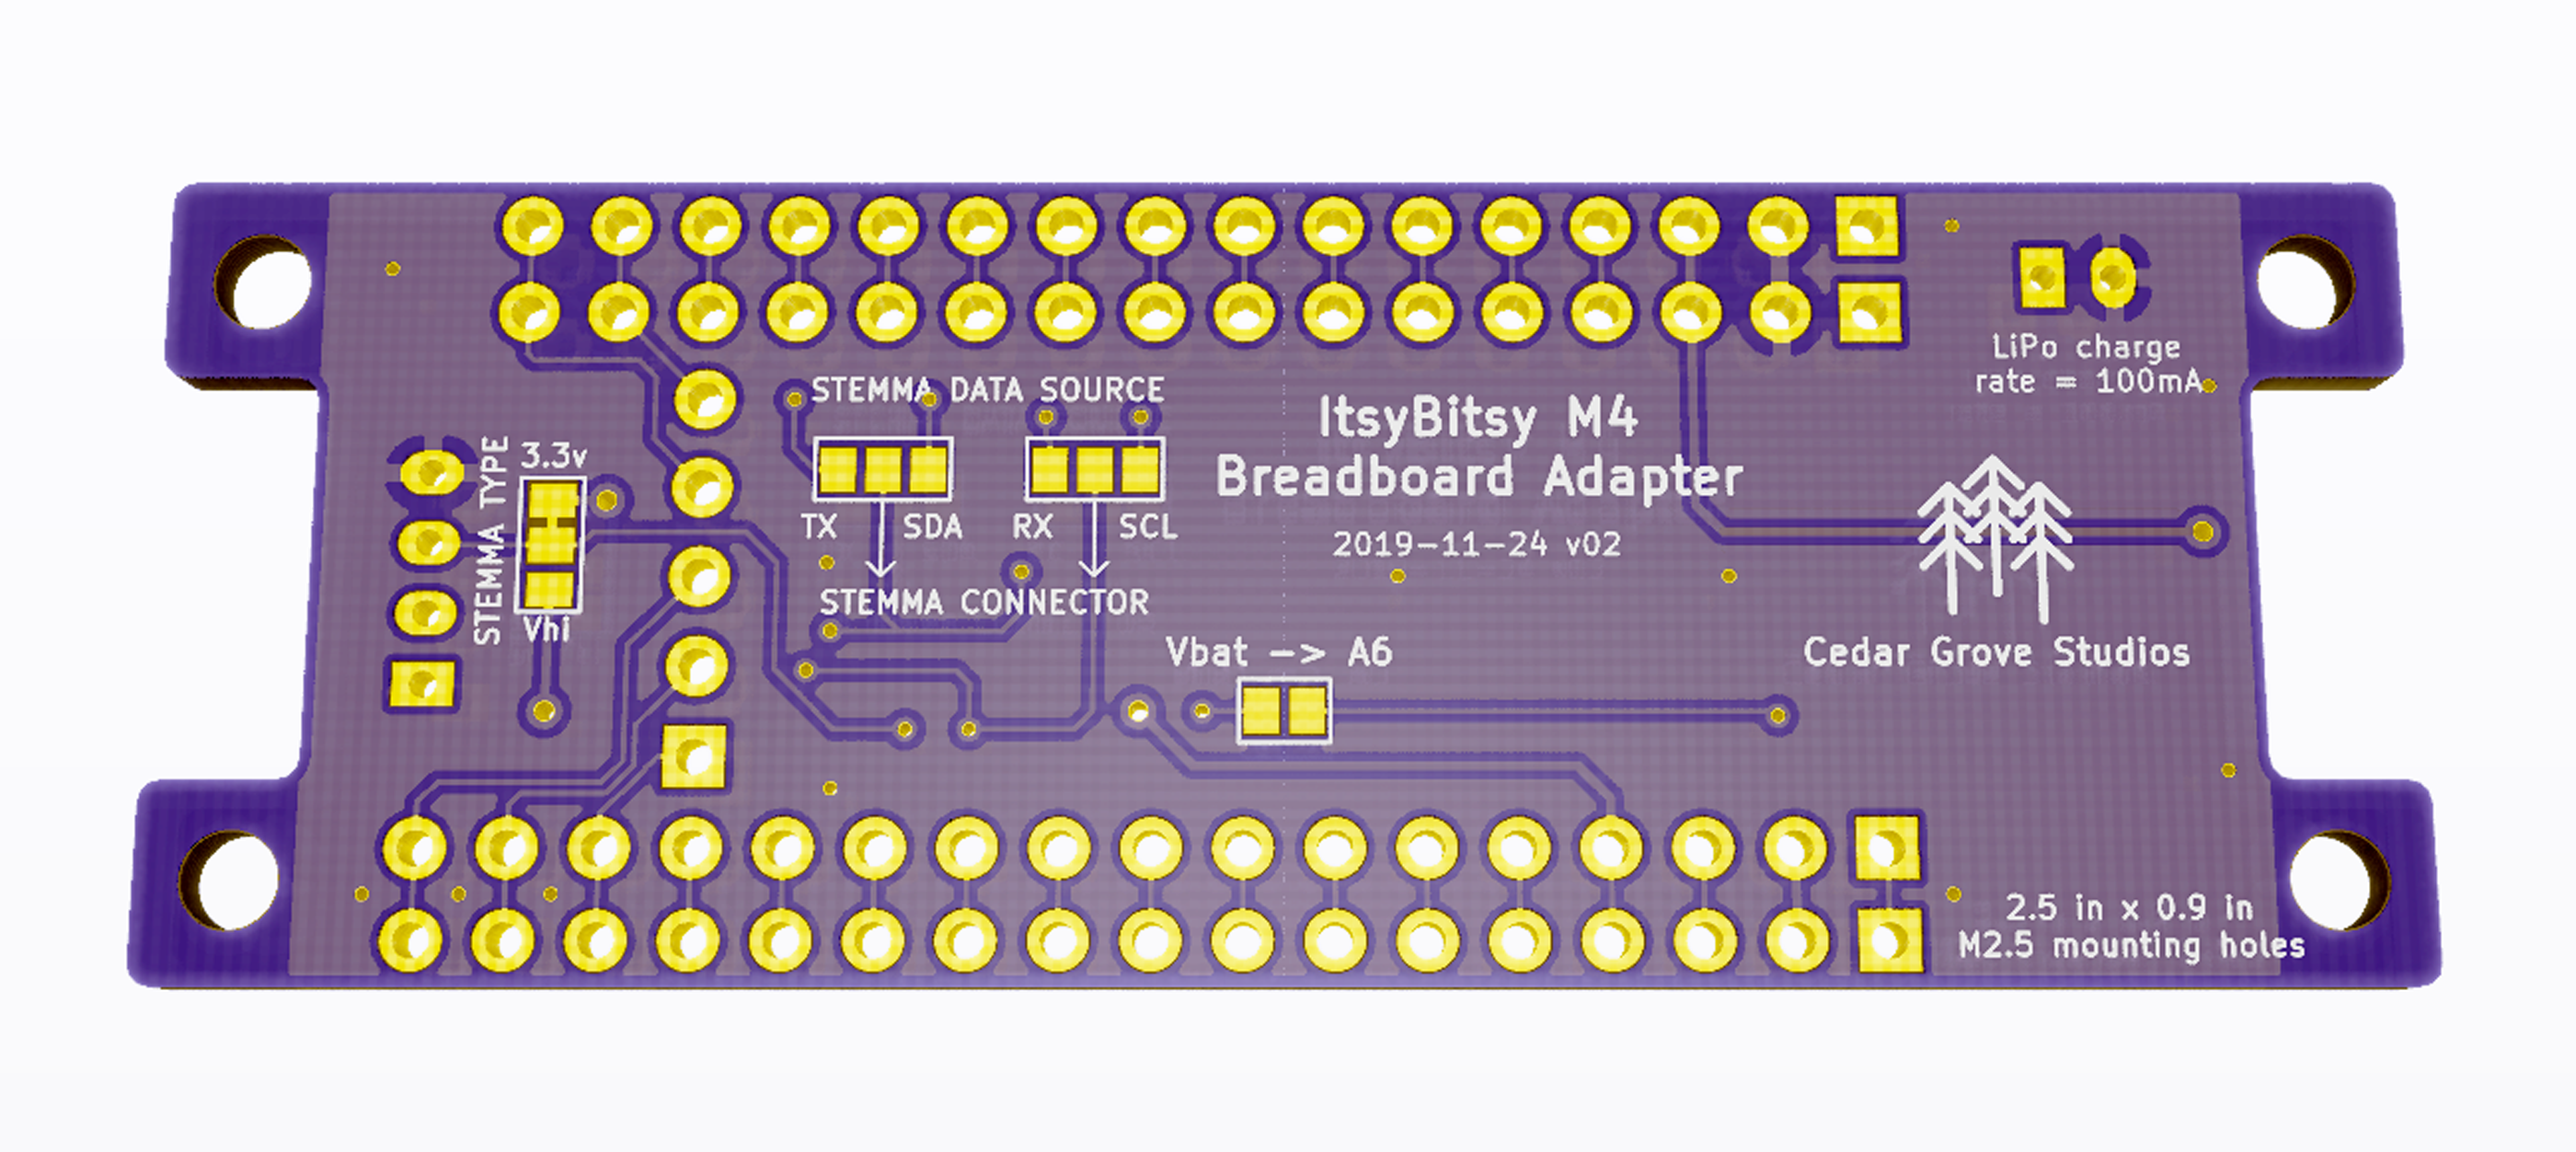 LiPo charge
rate = 100mA
STEMMA DATA SOURCE
ItsyBitsy M4
Breadboard Adapter
2019-11-24 v02
STEMMA TYPE
3.3v
Vhi
TX
SDA
RX
SCL
STEMMA CONNECTOR
Vbat -> A6
Cedar Grove Studios
2.5 in x 0.9 in
M2.5 mounting holes